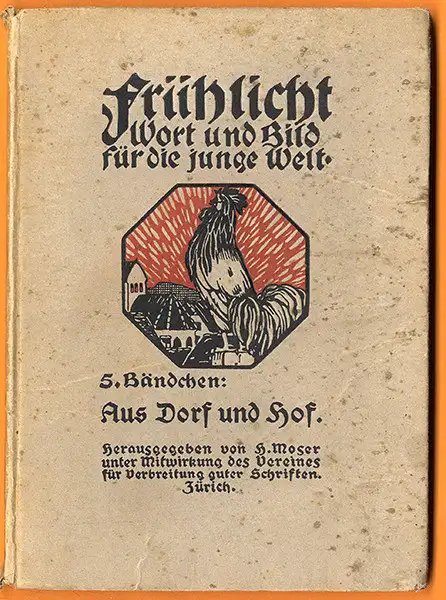 Frühlicht
Wort und Bild
für die junge Welt.
5. Bändchen:
Aus Dorf und Hof.
Herausgegeben von H. Moser
unter Mitwirkung des Vereines
für Verbreitung guter Schriften.
Zürich.